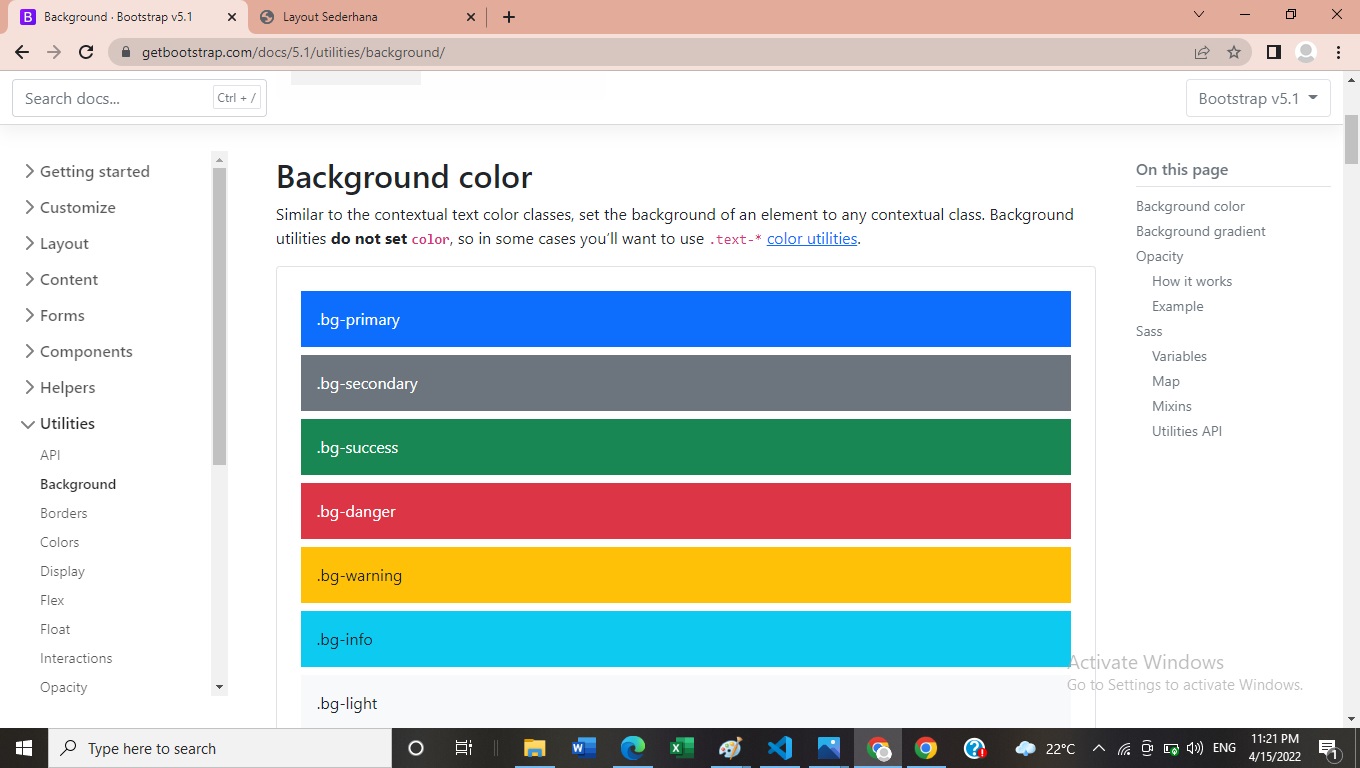 Background · Bootstrap v5.1
Layout Sederhana
getbootstrap.com/docs/5.1/utilities/background/
Search docs...
Ctrl + /
Bootstrap v5.1
Getting started
Customize
Layout
Content
Forms
Components
Helpers
Utilities
API
Background
Borders
Colors
Display
Flex
Float
Interactions
Opacity
Background color
Similar to the contextual text color classes, set the background of an element to any contextual class. Background
utilities do not set color, so in some cases you’ll want to use .text-* color utilities.
.bg-primary
.bg-secondary
.bg-success
.bg-danger
.bg-warning
.bg-info
.bg-light
On this page
Background color
Background gradient
Opacity
How it works
Example
Sass
Variables
Map
Mixins
Utilities API
Activate Windows
Go to Settings to activate Windows.
Type here to search
22°C
ENG
11:21 PM
4/15/2022
1